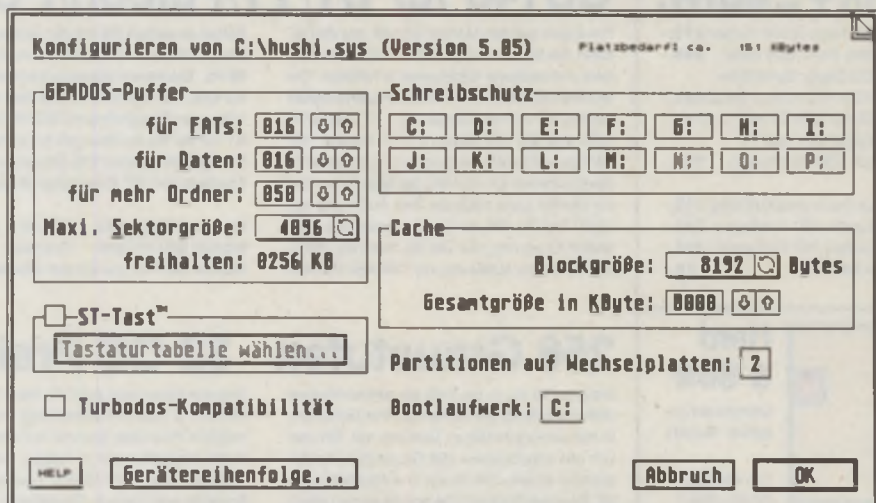 Konfigurieren von C:\hushi.sys (Version 5.05)
Platzbedarf: ca. 151 KBytes
GEMDOS-Puffer
für FATs: 016
für Daten: 016
für mehr Ordner: 050
Maxi. Sektorgröße: 4096
freihalten: 0256 KB
Schreibschutz
C: D: E: F: G: H: I:
J: K: L: M: N: O: P:
Cache
Blockgröße: 8192 Bytes
Gesamtgröße in KByte: 0000
ST-Tast™
Tastaturtabelle wählen...
Partitionen auf Wechselplatten: 2
Turbodos-Kompatibilität
Bootlaufwerk: C:
HELP
Gerätereihenfolge...
Abbruch
OK